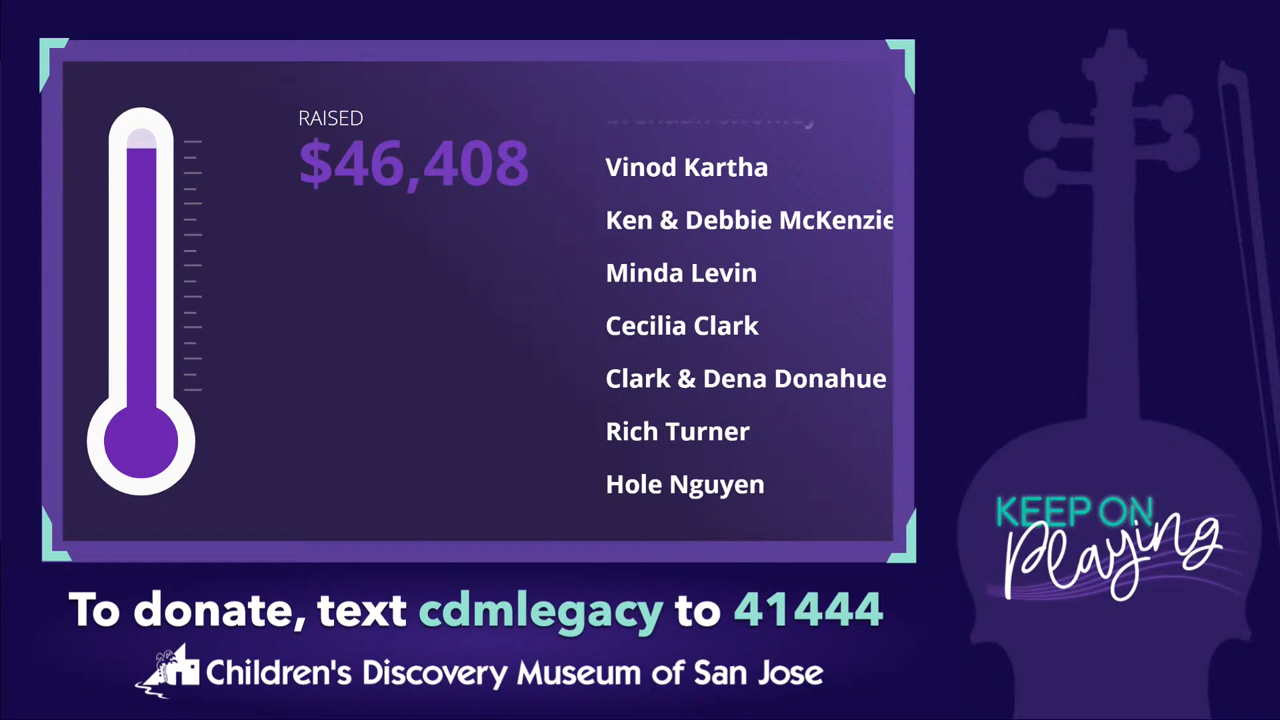 RAISED
$46,408
Vinod Kartha
Ken & Debbie McKenzie
Minda Levin
Cecilia Clark
Clark & Dena Donahue
Rich Turner
Hole Nguyen
KEEP ON
Playing
To donate, text cdmlegacy to 41444
Children's Discovery Museum of San Jose